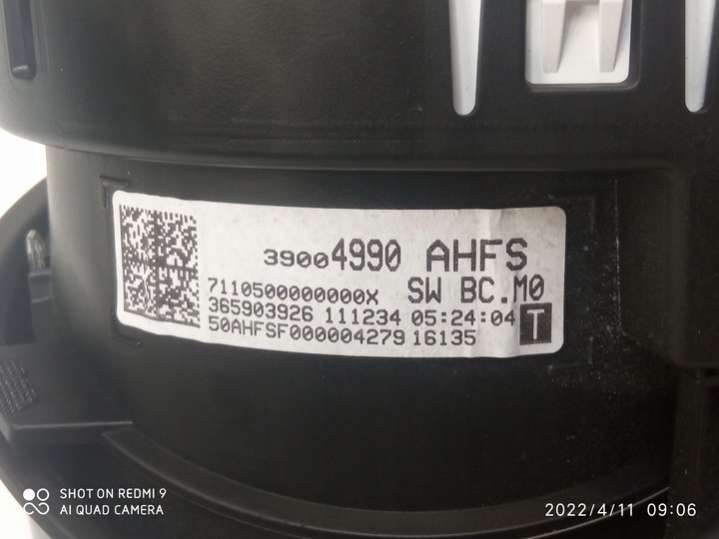 39004990 AHFS
7110500000000X SW BC.M0
365903926 111234 05:24:04 T
50AHFSF000004279 16135
SHOT ON REDMI 9
AI QUAD CAMERA
2022/4/11 09:06